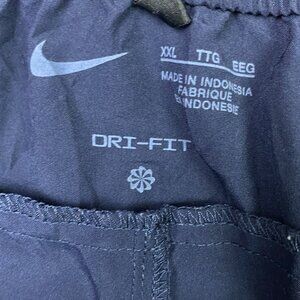 XXL TTG EEG
MADE IN INDONESIA
FABRIQUE
EN INDONESIE
DRI-FIT